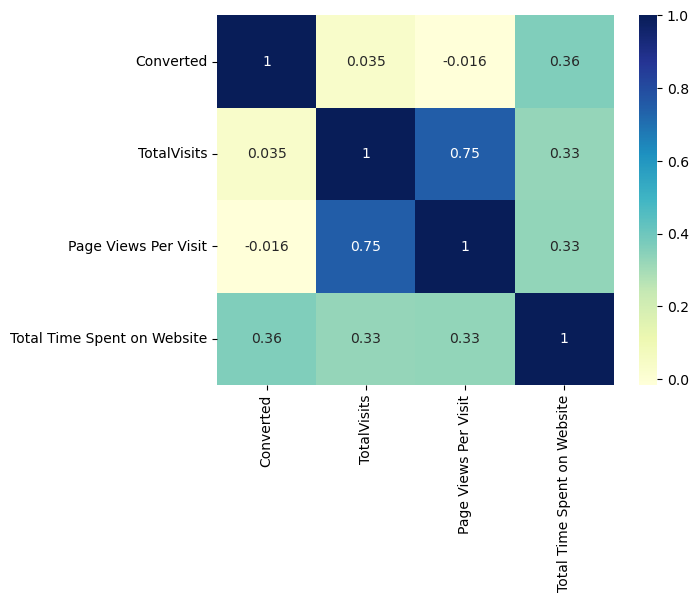 Converted 1 0.035 -0.016 0.36
TotalVisits 0.035 1 0.75 0.33
Page Views Per Visit -0.016 0.75 1 0.33
Total Time Spent on Website 0.36 0.33 0.33 1
Converted
TotalVisits
Page Views Per Visit
Total Time Spent on Website
1.0
0.8
0.6
0.4
0.2
0.0